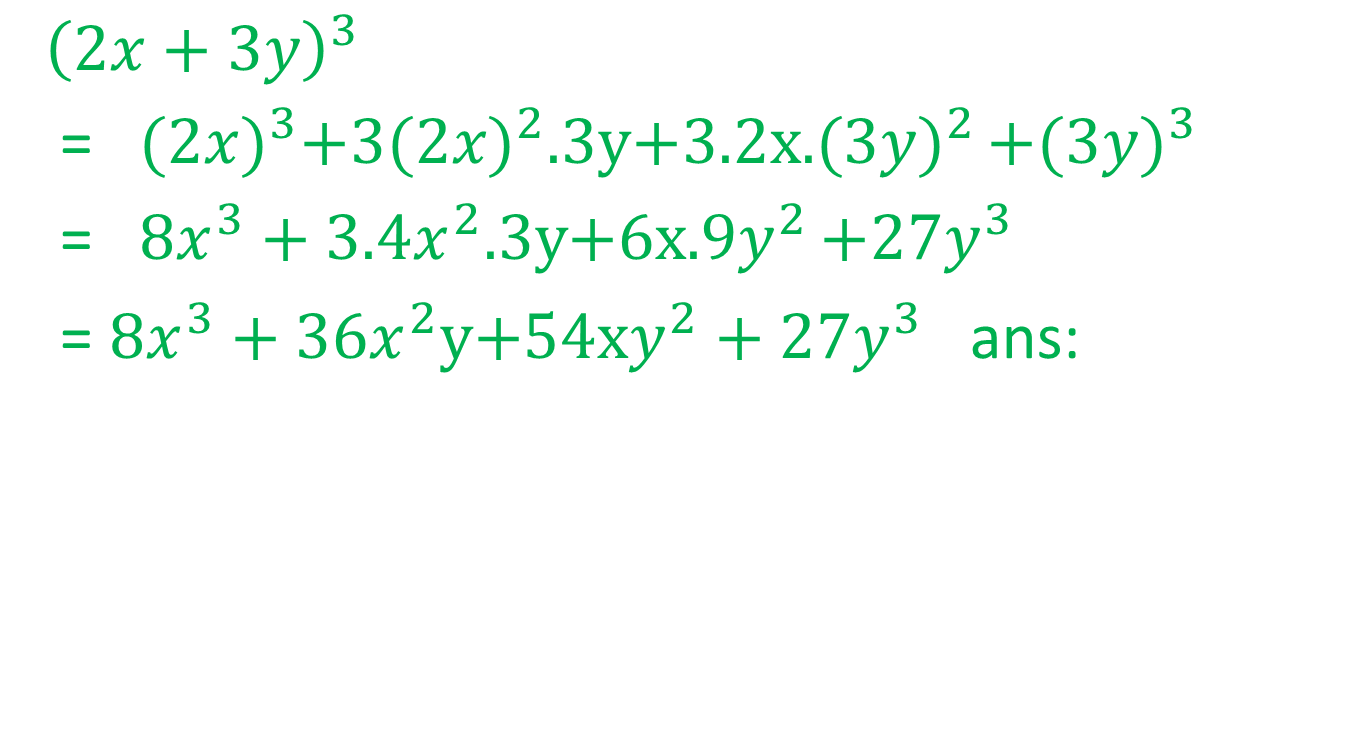 (2x + 3y)³
= (2x)³+3(2x)².3y+3.2x.(3y)² +(3y)³
= 8x³ + 3.4x².3y+6x.9y² +27y³
= 8x³ + 36x²y+54xy² + 27y³ ans: